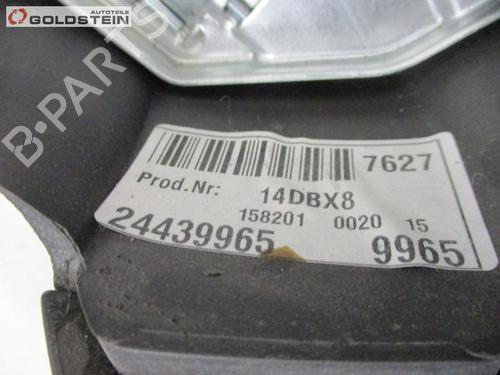 AUTOTEILE
GOLDSTEIN
B-PARTS
7627
Prod.Nr: 14DBX8
158201 0020 15
24439965 9965